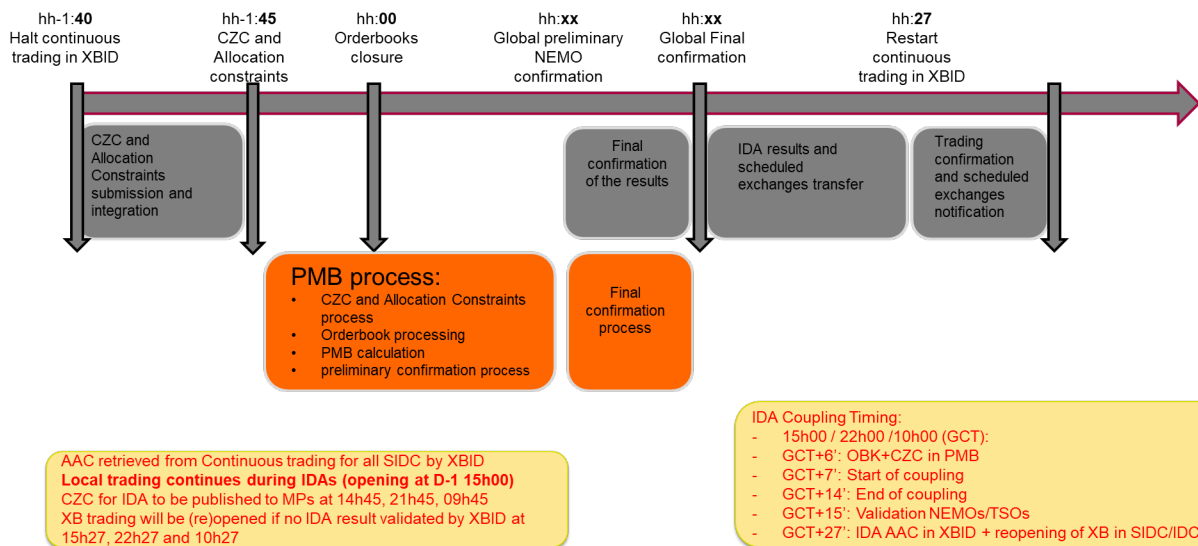 hh-1:40
Halt continuous
trading in XBID
hh-1:45
CZC and
Allocation
constraints
hh:00
Orderbooks
closure
hh:xx
Global preliminary
NEMO
confirmation
hh:xx
Global Final
confirmation
hh:27
Restart
continuous
trading in XBID
CZC and
Allocation
Constraints
submission and
integration
Final
confirmation
of the results
IDA results and
scheduled
exchanges transfer
Trading
confirmation
and scheduled
exchanges
notification
PMB process:
• CZC and Allocation Constraints
process
• Orderbook processing
• PMB calculation
• preliminary confirmation process
Final
confirmation
process
AAC retrieved from Continuous trading for all SIDC by XBID
Local trading continues during IDAs (opening at D-1 15h00)
CZC for IDA to be published to MPs at 14h45, 21h45, 09h45
XB trading will be (re)opened if no IDA result validated by XBID at
15h27, 22h27 and 10h27
IDA Coupling Timing:
- 15h00 / 22h00 /10h00 (GCT):
- GCT+6’: OBK+CZC in PMB
- GCT+7’: Start of coupling
- GCT+14’: End of coupling
- GCT+15’: Validation NEMOs/TSOs
- GCT+27’: IDA AAC in XBID + reopening of XB in SIDC/IDC